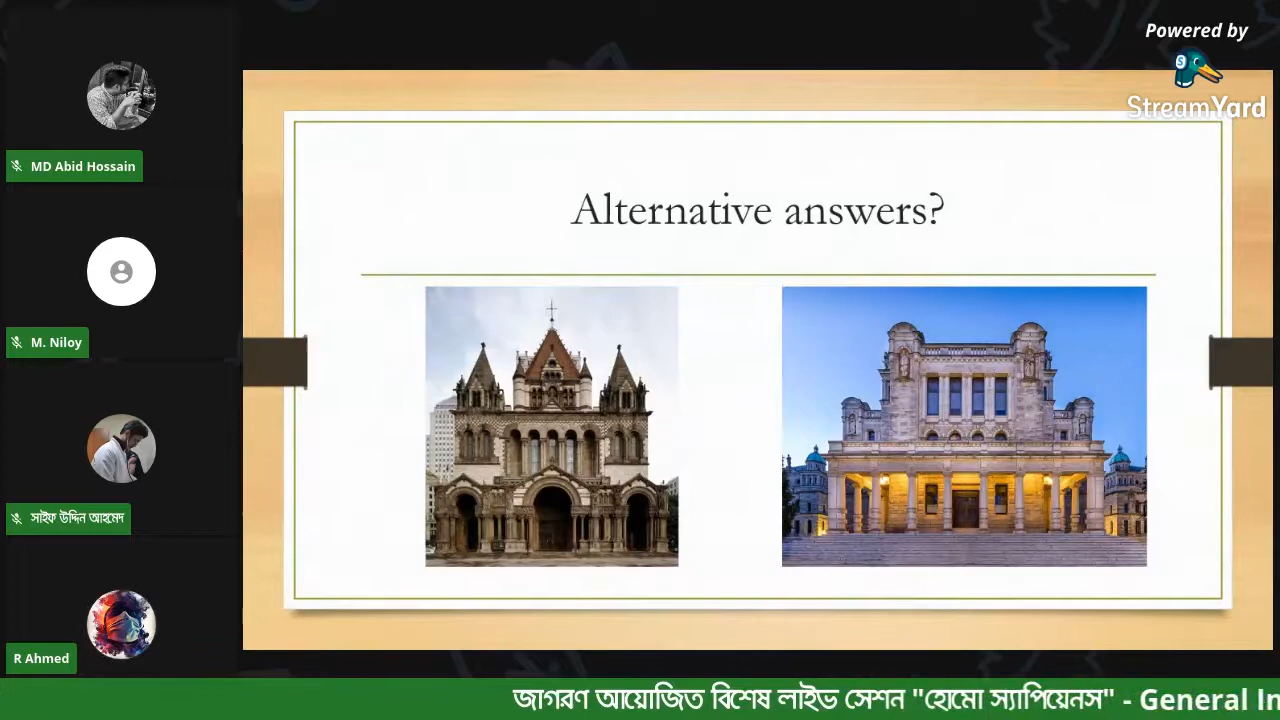 Powered by
StreamYard
MD Abid Hossain
M. Niloy
সাইফ উদ্দিন আহমেদ
R Ahmed
Alternative answers?
জাগরণ আয়োজিত বিশেষ লাইভ সেশন "হোমো স্যাপিয়েনস" - General In